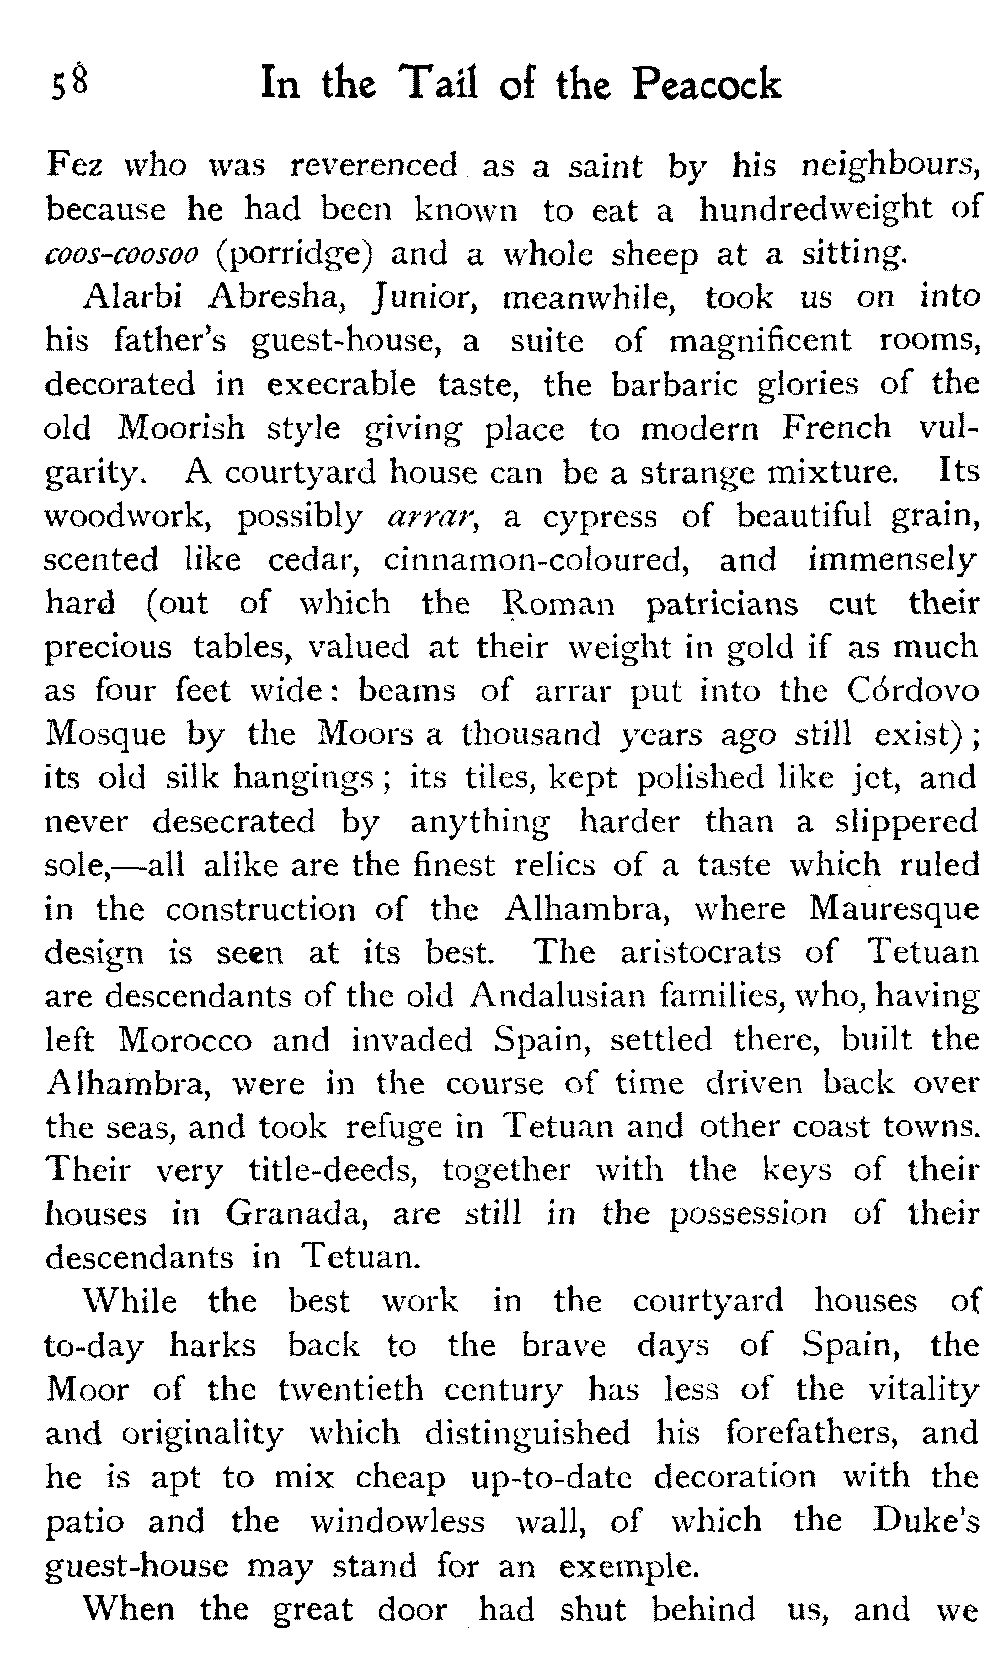 58 In the Tail of the Peacock
Fez who was reverenced as a saint by his neighbours,
because he had been known to eat a hundredweight of
coos-coosoo (porridge) and a whole sheep at a sitting.
Alarbi Abresha, Junior, meanwhile, took us on into
his father's guest-house, a suite of magnificent rooms,
decorated in execrable taste, the barbaric glories of the
old Moorish style giving place to modern French vul-
garity. A courtyard house can be a strange mixture. Its
woodwork, possibly arrar, a cypress of beautiful grain,
scented like cedar, cinnamon-coloured, and immensely
hard (out of which the Roman patricians cut their
precious tables, valued at their weight in gold if as much
as four feet wide: beams of arrar put into the Córdovo
Mosque by the Moors a thousand years ago still exist) ;
its old silk hangings ; its tiles, kept polished like jet, and
never desecrated by anything harder than a slippered
sole,—all alike are the finest relics of a taste which ruled
in the construction of the Alhambra, where Mauresque
design is seen at its best. The aristocrats of Tetuan
are descendants of the old Andalusian families, who, having
left Morocco and invaded Spain, settled there, built the
Alhambra, were in the course of time driven back over
the seas, and took refuge in Tetuan and other coast towns.
Their very title-deeds, together with the keys of their
houses in Granada, are still in the possession of their
descendants in Tetuan.
While the best work in the courtyard houses of
to-day harks back to the brave days of Spain, the
Moor of the twentieth century has less of the vitality
and originality which distinguished his forefathers, and
he is apt to mix cheap up-to-date decoration with the
patio and the windowless wall, of which the Duke's
guest-house may stand for an exemple.
When the great door had shut behind us, and we